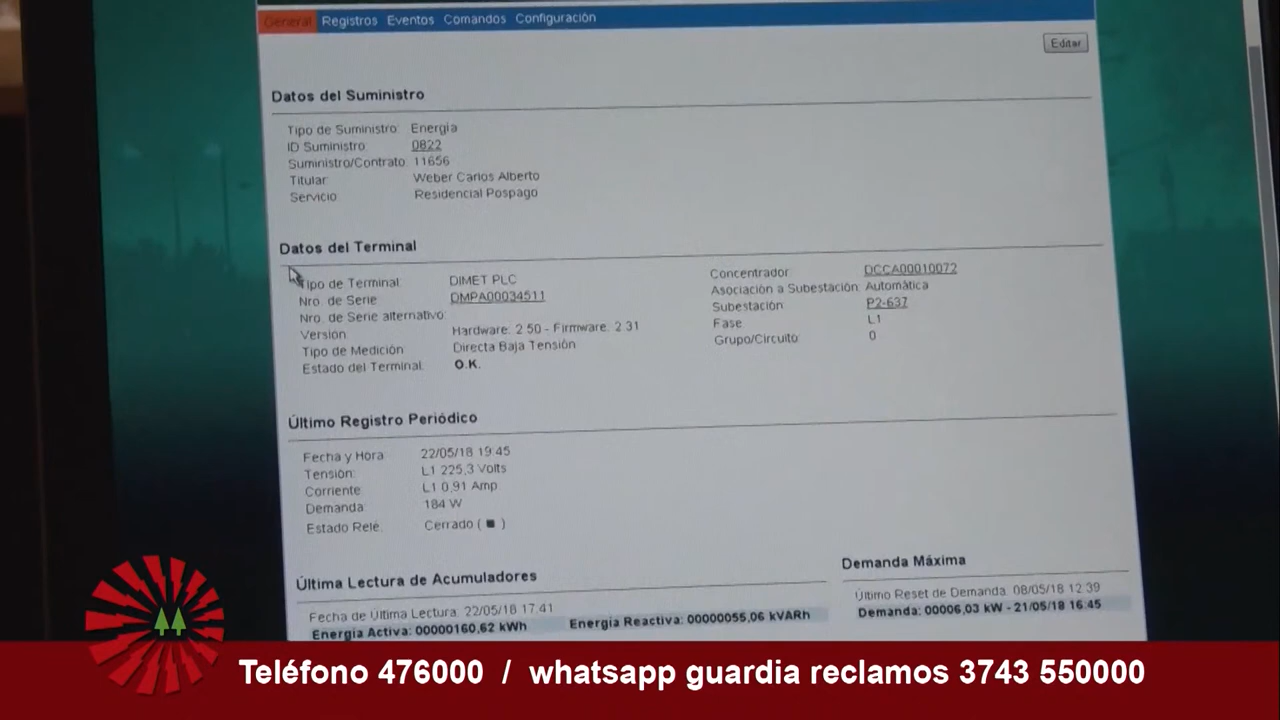 General Registros Eventos Comandos Configuración
Editar
Datos del Suministro
Tipo de Suministro: Energía
ID Suministro: 0822
Suministro/Contrato: 11656
Titular: Weber Carlos Alberto
Servicio: Residencial Pospago
Datos del Terminal
Tipo de Terminal: DIMET PLC
Nro. de Serie: DMPA00034511
Nro. de Serie alternativo:
Versión: Hardware: 2.50 - Firmware: 2.31
Tipo de Medición: Directa Baja Tensión
Estado del Terminal: O.K.
Concentrador: DCCA00010072
Asociación a Subestación: Automática
Subestación: P2-637
Fase: L1
Grupo/Circuito: 0
Último Registro Periódico
Fecha y Hora: 22/05/18 19:45
Tensión: L1 225,3 Volts
Corriente: L1 0,91 Amp
Demanda: 184 W
Estado Relé: Cerrado ( ■ )
Última Lectura de Acumuladores
Fecha de Última Lectura: 22/05/18 17:41
Energía Activa: 00000160,62 kWh Energía Reactiva: 00000055,06 kVARh
Demanda Máxima
Último Reset de Demanda: 08/05/18 12:39
Demanda: 00006,03 kW - 21/05/18 16:45
Teléfono 476000 / whatsapp guardia reclamos 3743 550000